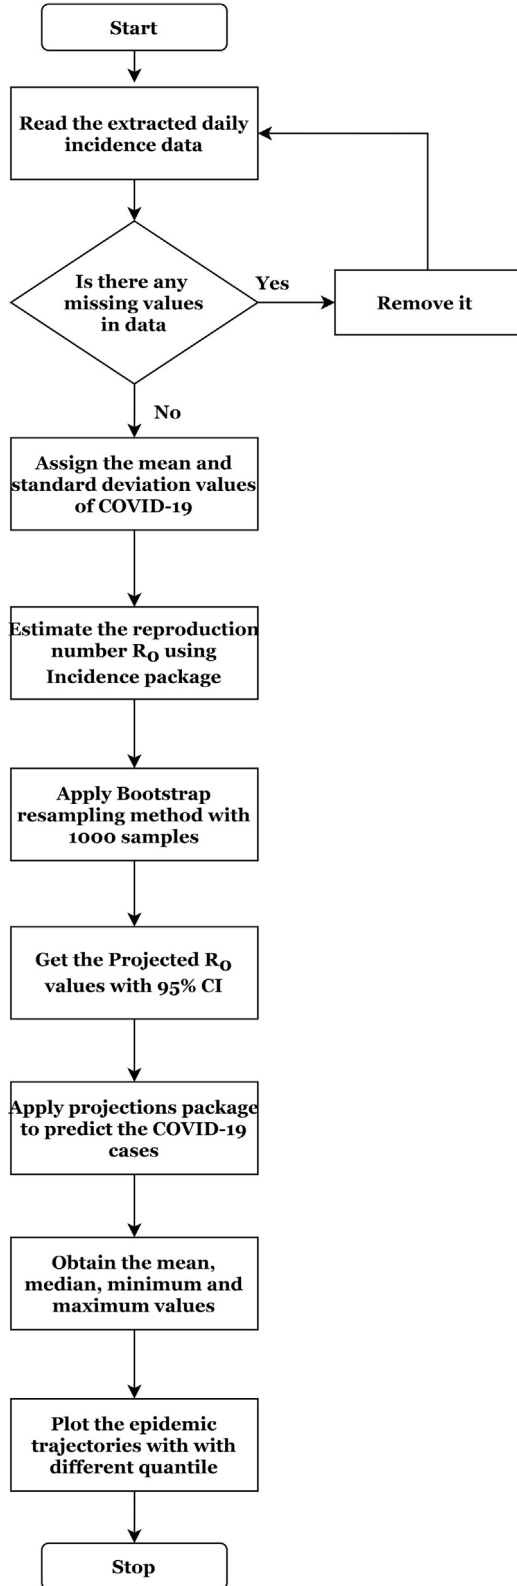 Start
Read the extracted daily
incidence data
Is there any
missing values
in data
Yes
Remove it
No
Assign the mean and
standard deviation values
of COVID-19
Estimate the reproduction
number R₀ using
Incidence package
Apply Bootstrap
resampling method with
1000 samples
Get the Projected R₀
values with 95% CI
Apply projections package
to predict the COVID-19
cases
Obtain the mean,
median, minimum and
maximum values
Plot the epidemic
trajectories with with
different quantile
Stop